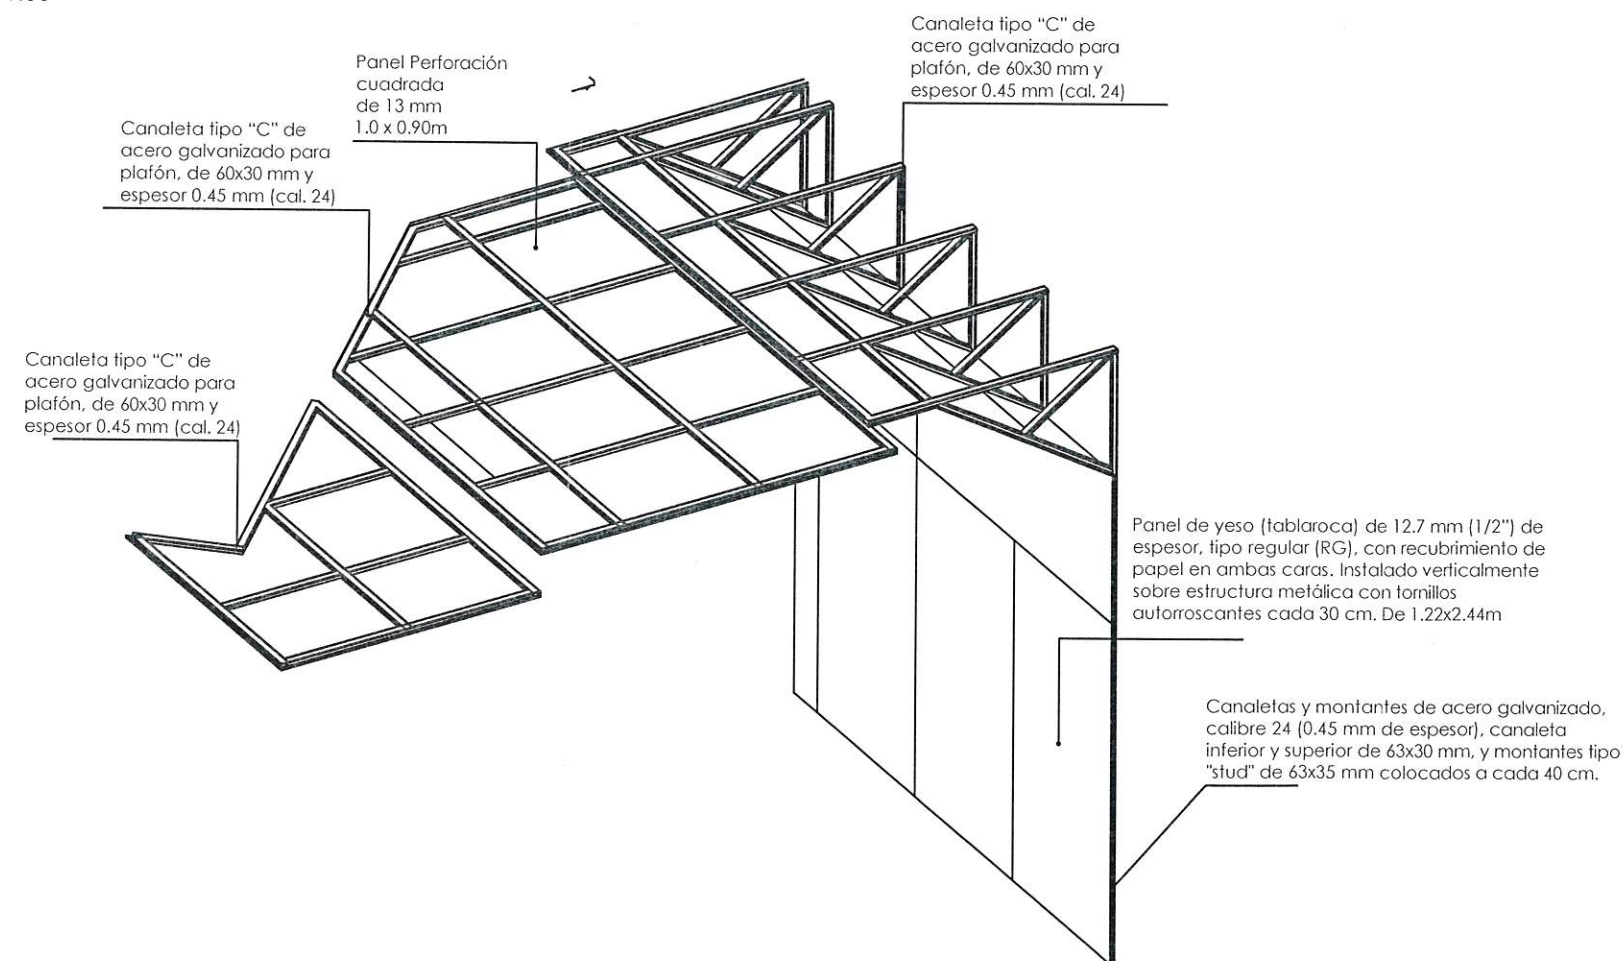 Canaleta tipo “C” de
acero galvanizado para
plafón, de 60x30 mm y
espesor 0.45 mm (cal. 24)
Panel Perforación
cuadrada
de 13 mm
1.0 x 0.90m
Canaleta tipo “C” de
acero galvanizado para
plafón, de 60x30 mm y
espesor 0.45 mm (cal. 24)
Canaleta tipo “C” de
acero galvanizado para
plafón, de 60x30 mm y
espesor 0.45 mm (cal. 24)
Panel de yeso (tablaroca) de 12.7 mm (1/2") de
espesor, tipo regular (RG), con recubrimiento de
papel en ambas caras. Instalado verticalmente
sobre estructura metálica con tornillos
autorroscantes cada 30 cm. De 1.22x2.44m
Canaletas y montantes de acero galvanizado,
calibre 24 (0.45 mm de espesor), canaleta
inferior y superior de 63x30 mm, y montantes tipo
"stud" de 63x35 mm colocados a cada 40 cm.